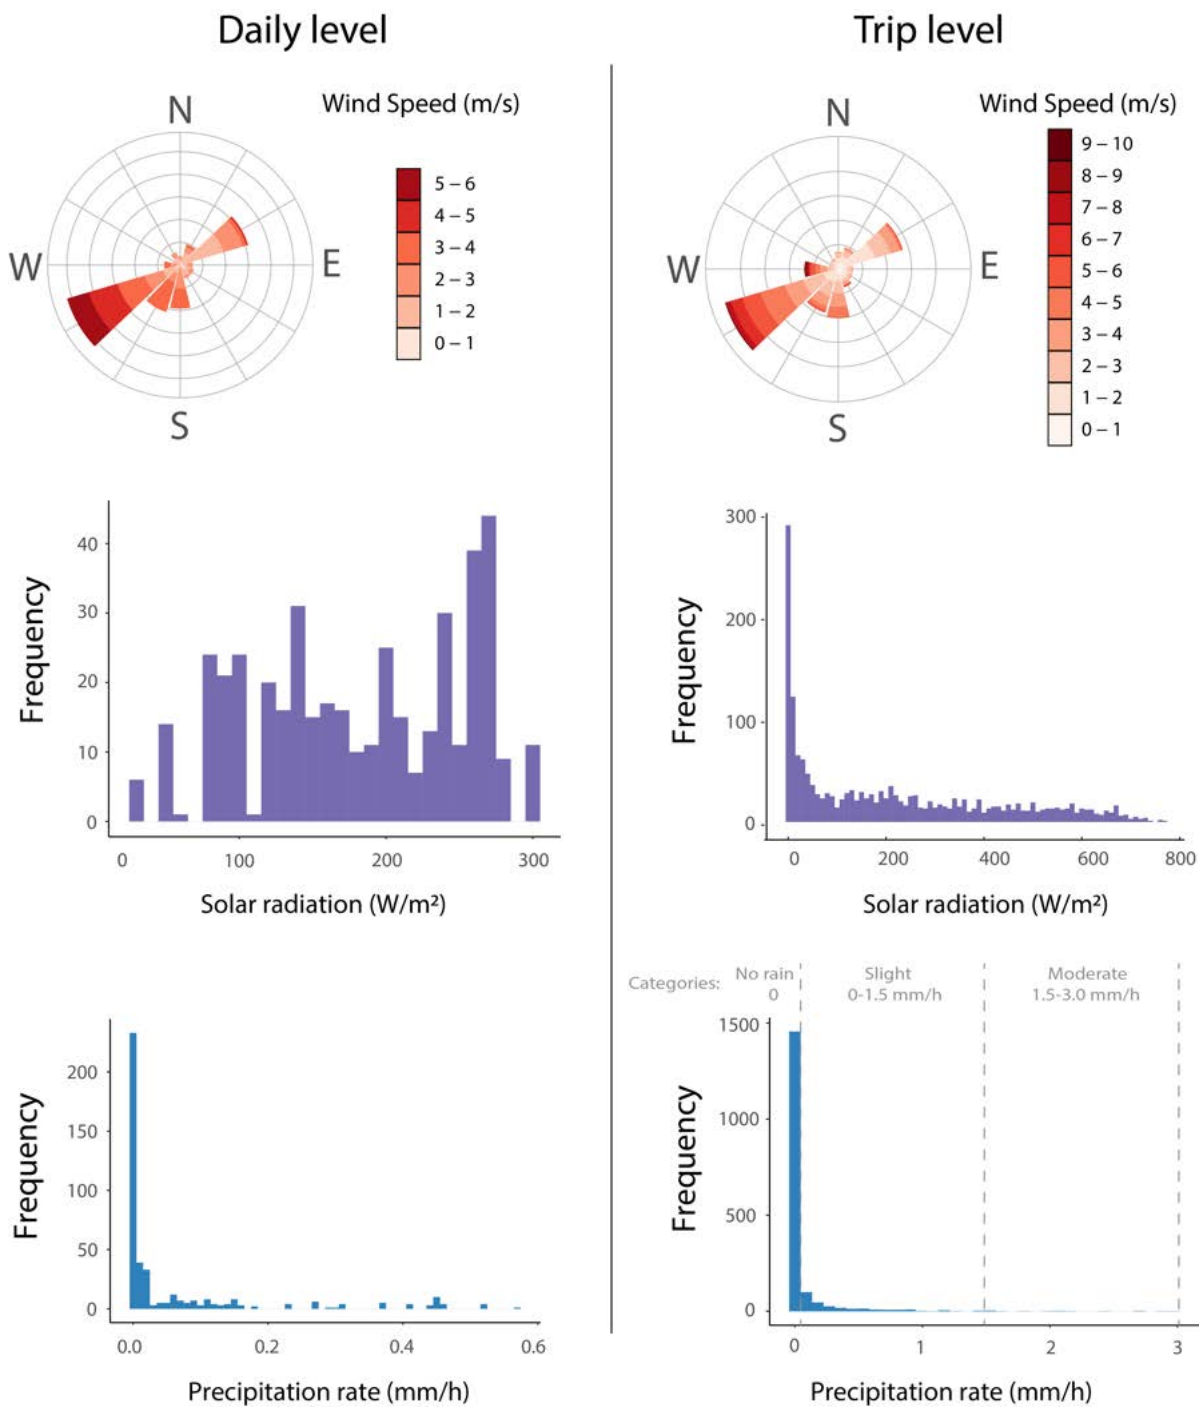 Daily level
Wind Speed (m/s)
N
W
E
S
5 – 6
4 – 5
3 – 4
2 – 3
1 – 2
0 – 1
Frequency
40
30
20
10
0
0 100 200 300
Solar radiation (W/m²)
Frequency
200
150
100
50
0
0.0 0.2 0.4 0.6
Precipitation rate (mm/h)
Trip level
Wind Speed (m/s)
N
W
E
S
9 – 10
8 – 9
7 – 8
6 – 7
5 – 6
4 – 5
3 – 4
2 – 3
1 – 2
0 – 1
Frequency
300
200
100
0
0 200 400 600 800
Solar radiation (W/m²)
Categories:
No rain
0
Slight
0-1.5 mm/h
Moderate
1.5-3.0 mm/h
Frequency
1500
1000
500
0
0 1 2 3
Precipitation rate (mm/h)